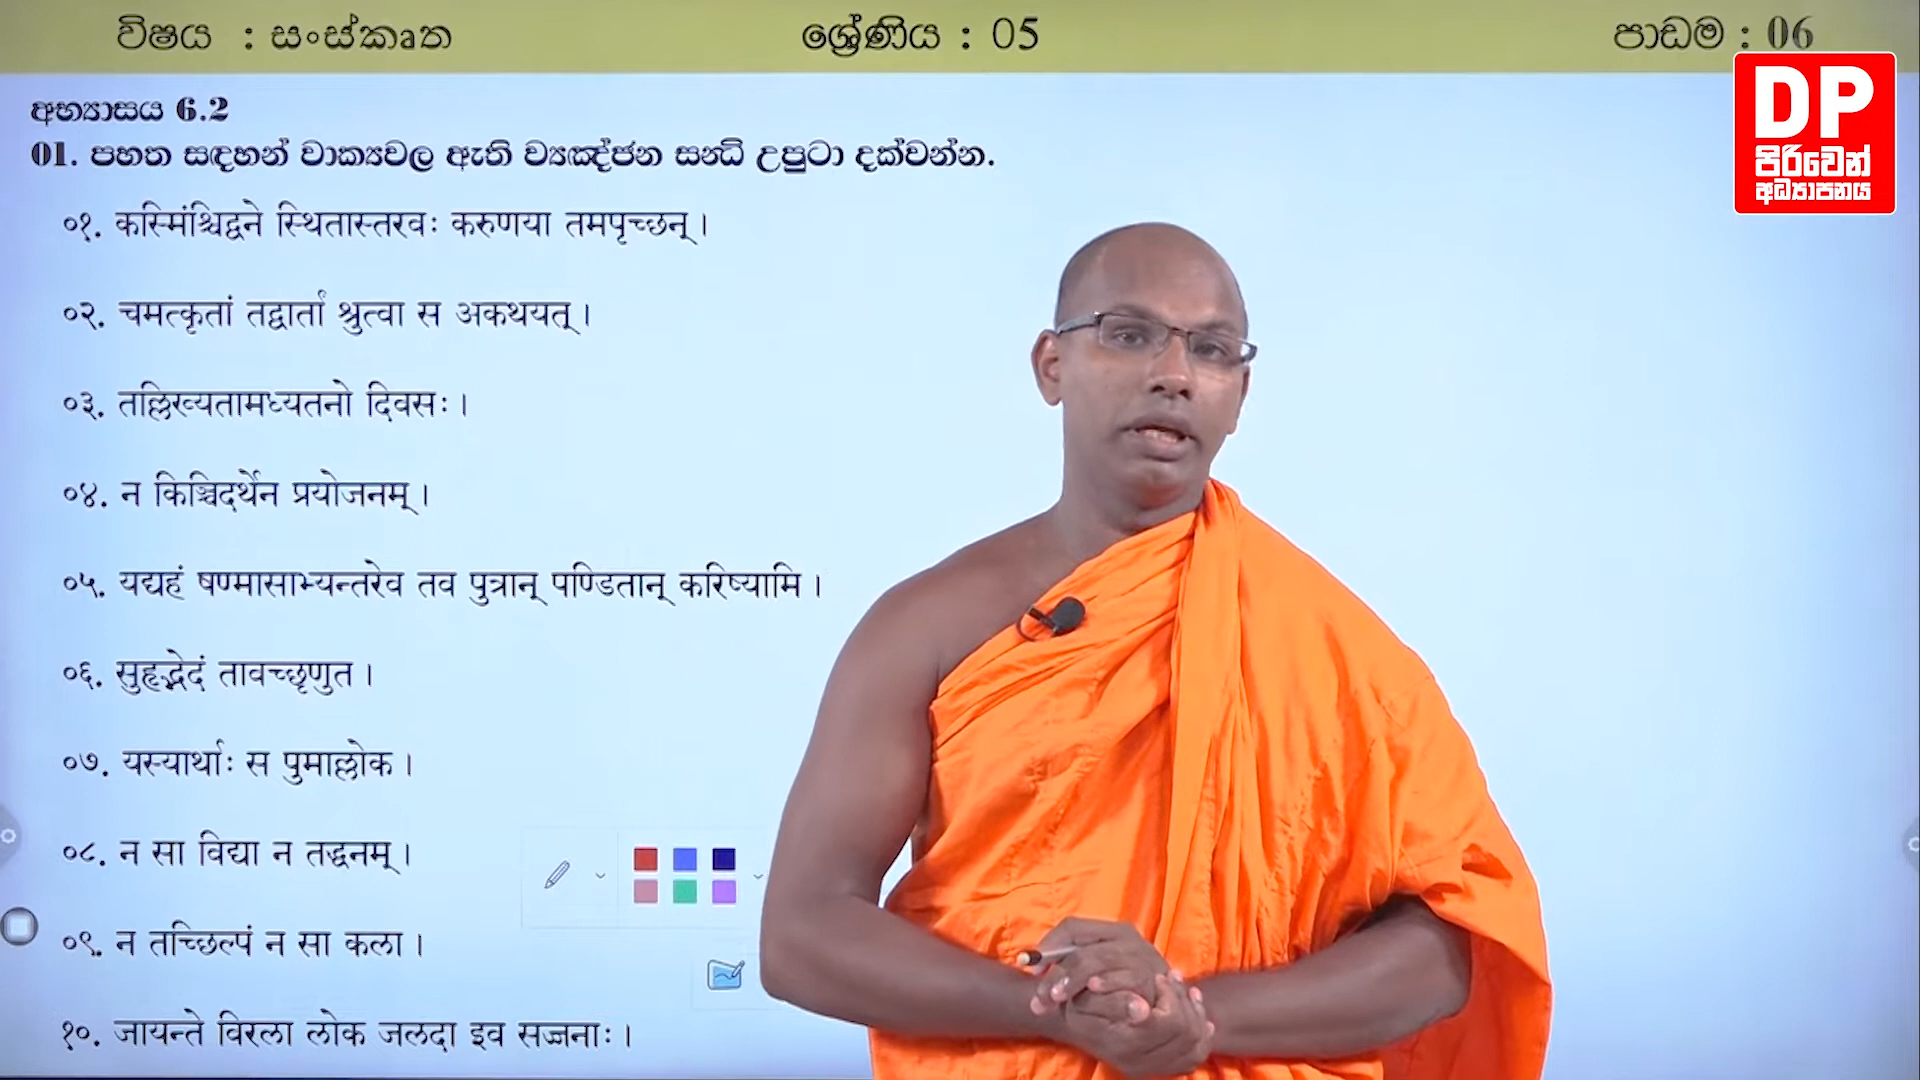 විෂය : සංස්කෘත
ශ්‍රේණිය : 05
පාඩම : 06
DP
පිරිවෙන්
අධ්‍යාපනය
අභ්‍යාසය 6.2
01. පහත සඳහන් වාක්‍යවල ඇති ව්‍යඤ්ජන සන්ධි උපුටා දක්වන්න.
०१. कस्मिंश्चिद्वने स्थितास्तरवः करुणया तमपृच्छन् ।
०२. चमत्कृतां तद्वार्तां श्रुत्वा स अकथयत् ।
०३. तल्लिख्यतामध्यतनो दिवसः ।
०४. न किञ्चिदर्थेन प्रयोजनम् ।
०५. यद्यहं षण्मासाभ्यन्तरेव तव पुत्रान् पण्डितान् करिष्यामि ।
०६. सुहृद्भेदं तावच्छृणुत ।
०७. यस्यार्थाः स पुमाल्लोक ।
०८. न सा विद्या न तद्धनम् ।
०९. न तच्छिल्पं न सा कला ।
१०. जायन्ते विरला लोक जलदा इव सज्जनाः ।